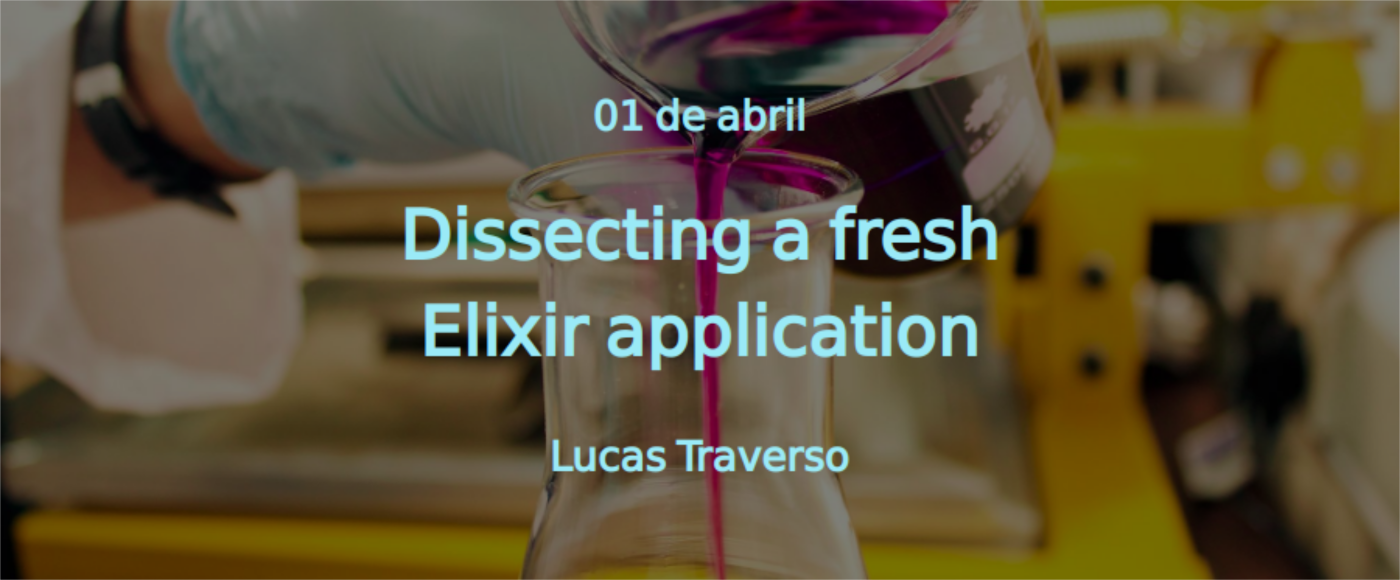 01 de abril
Dissecting a fresh
Elixir application
Lucas Traverso